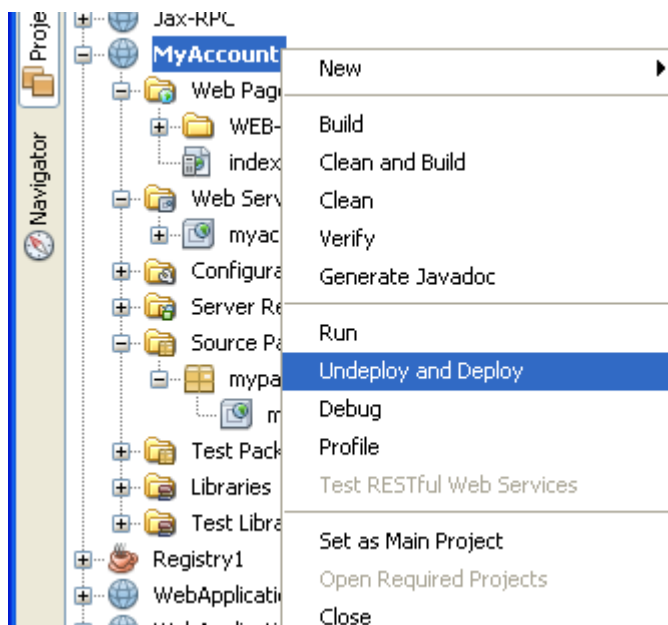 Proje
Navigator
Jax-RPC
MyAccount
Web Pag
WEB-
index
Web Serv
myac
Configura
Server Re
Source Pa
mypa
m
Test Pack
Libraries
Test Libra
Registry1
WebApplicati
New
Build
Clean and Build
Clean
Verify
Generate Javadoc
Run
Undeploy and Deploy
Debug
Profile
Test RESTful Web Services
Set as Main Project
Open Required Projects
Close